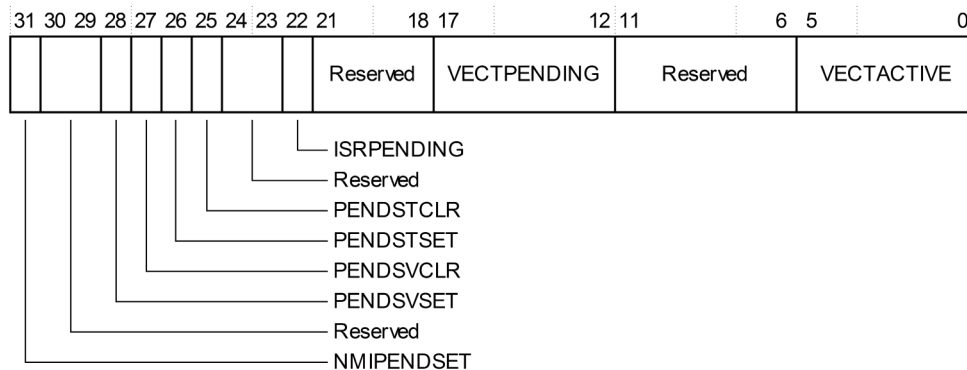 31 30 29 28 27 26 25 24 23 22 21 18 17 12 11 6 5 0
Reserved VECTPENDING Reserved VECTACTIVE
ISRPENDING
Reserved
PENDSTCLR
PENDSTSET
PENDSVCLR
PENDSVSET
Reserved
NMIPENDSET